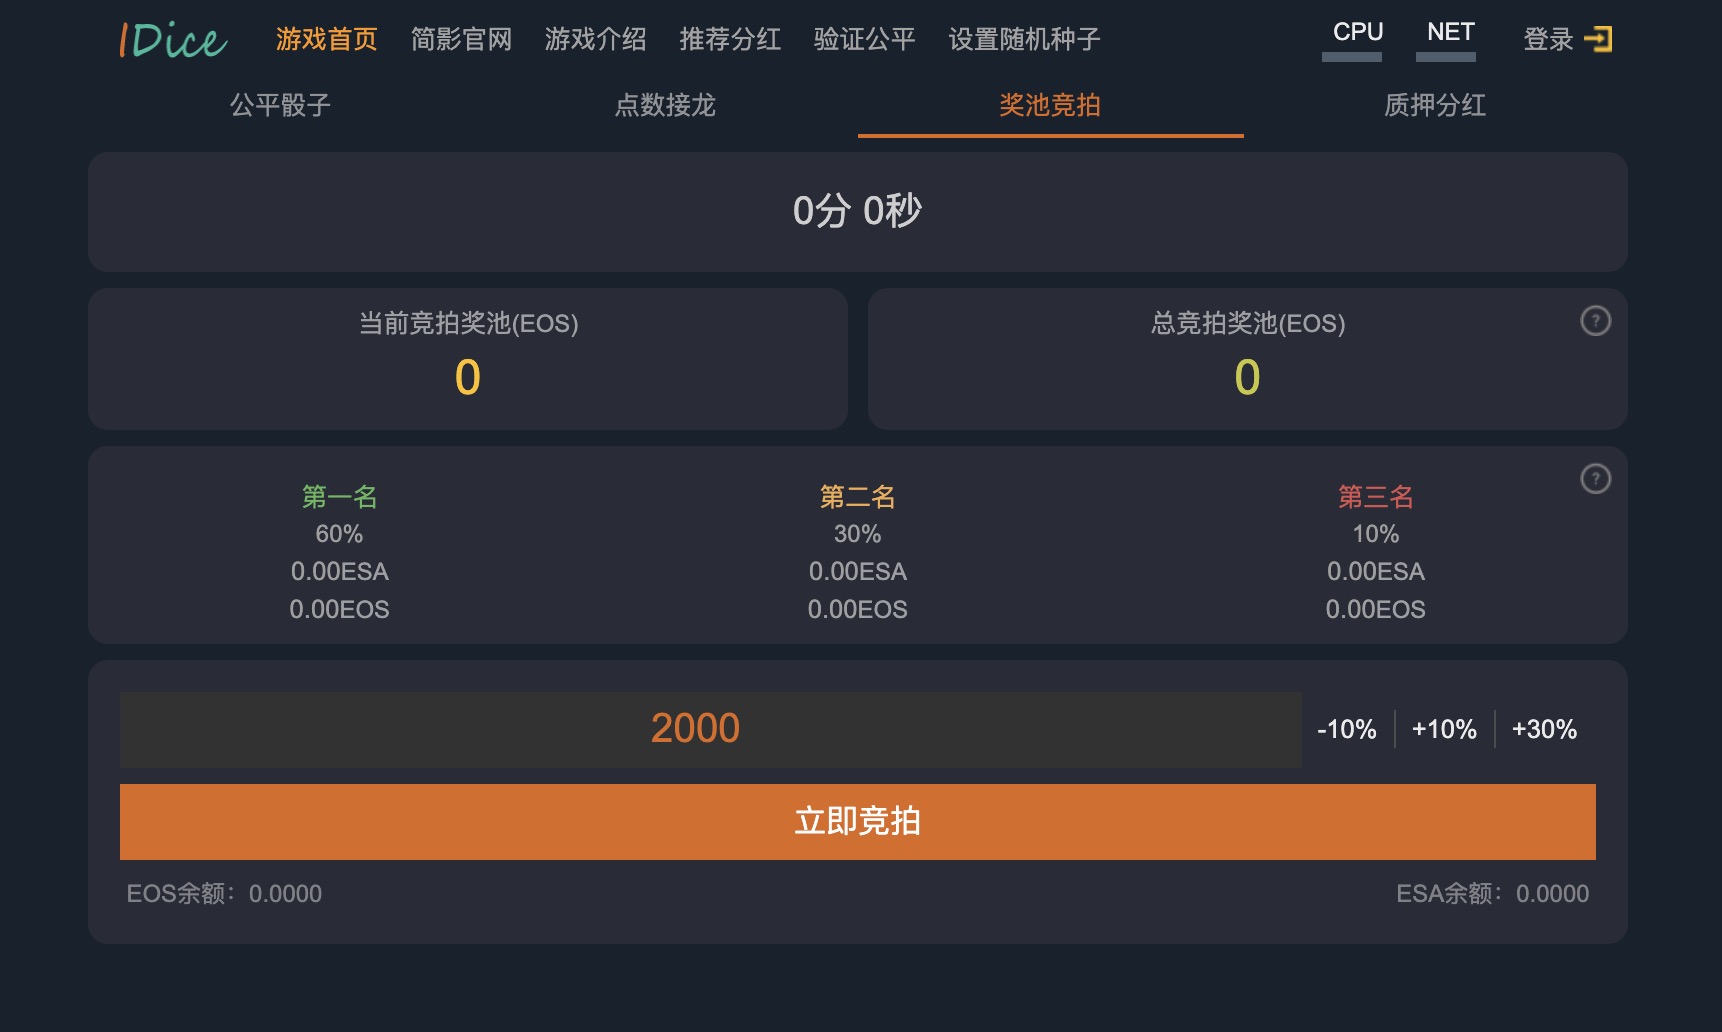 IDice 游戏首页 简影官网 游戏介绍 推荐分红 验证公平 设置随机种子 CPU NET 登录
公平骰子 点数接龙 奖池竞拍 质押分红
0分 0秒
当前竞拍奖池(EOS) 总竞拍奖池(EOS) ?
0 0
?
第一名 第二名 第三名
60% 30% 10%
0.00ESA 0.00ESA 0.00ESA
0.00EOS 0.00EOS 0.00EOS
2000 -10% +10% +30%
立即竞拍
EOS余额：0.0000 ESA余额：0.0000